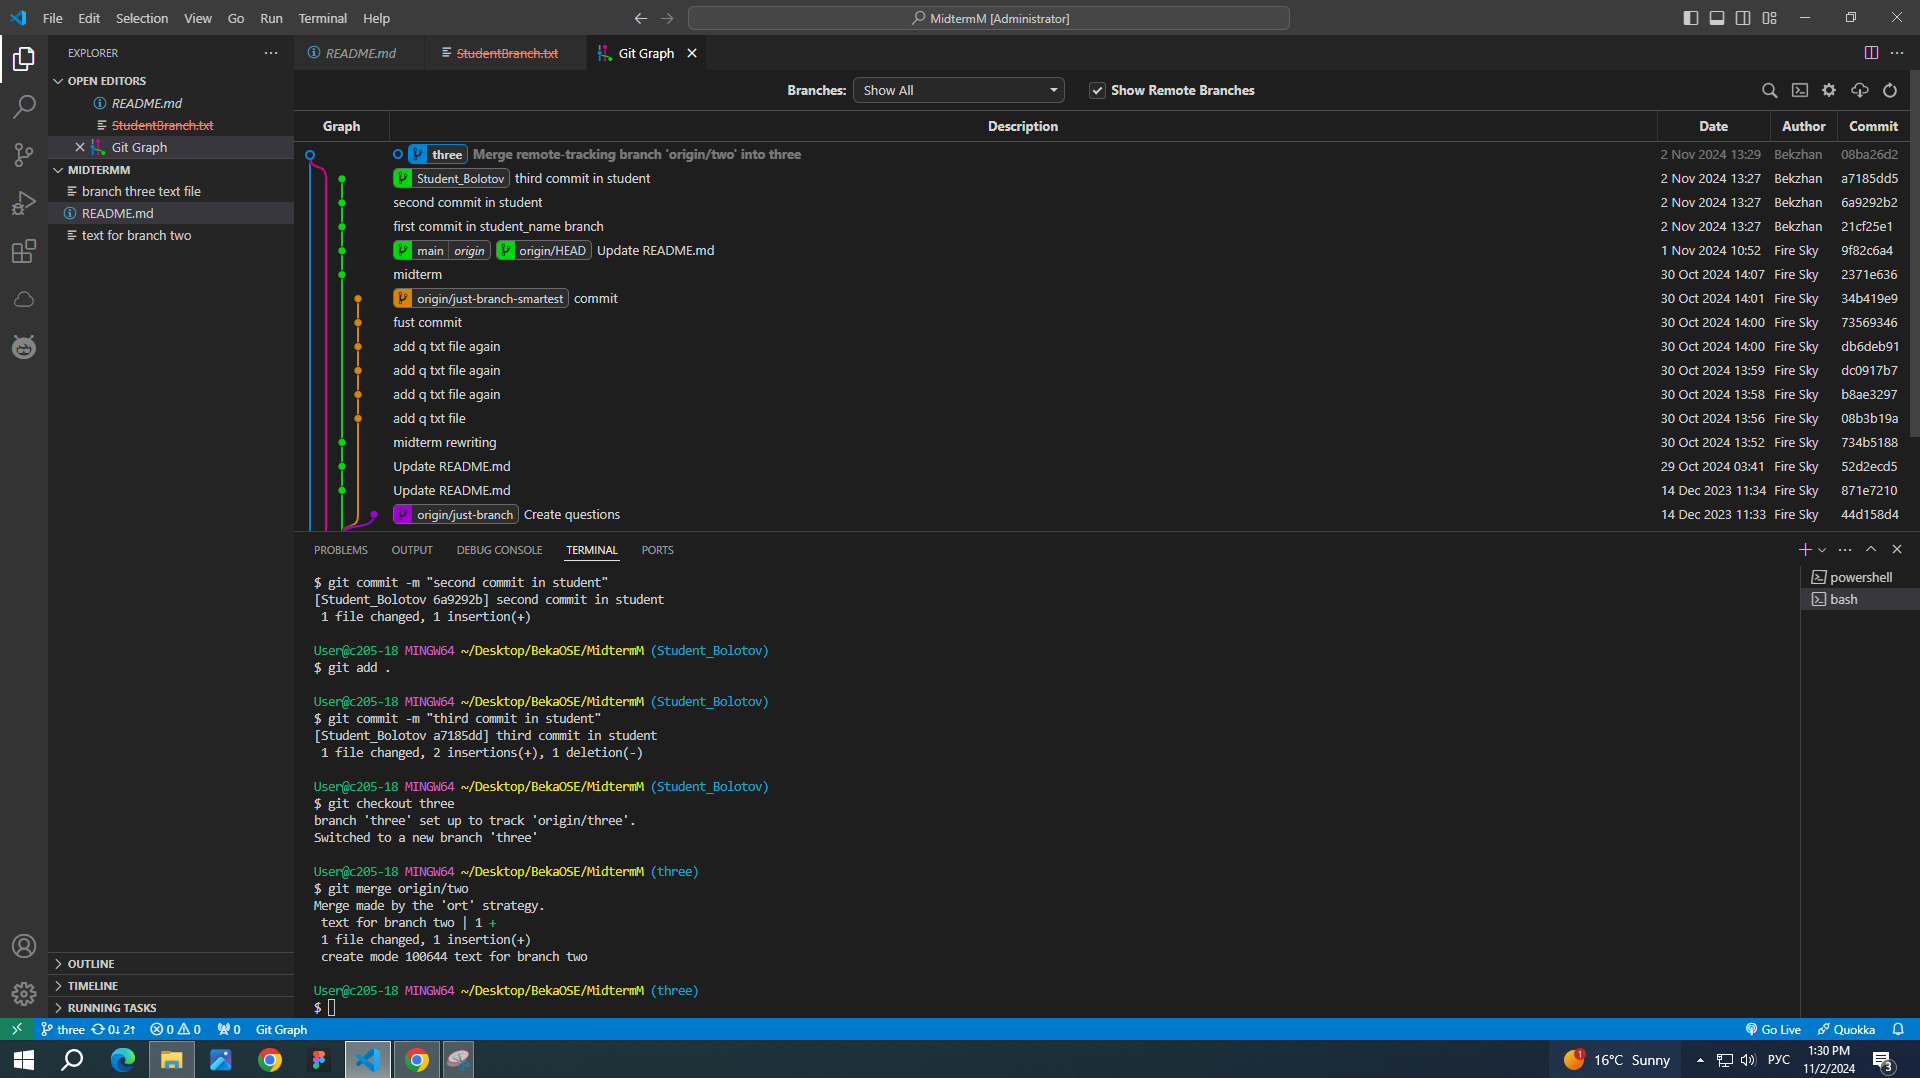 File Edit Selection View Go Run Terminal Help
MidtermM [Administrator]
EXPLORER
README.md
StudentBranch.txt
Git Graph
OPEN EDITORS
README.md
StudentBranch.txt
Git Graph
MIDTERMM
branch three text file
README.md
text for branch two
OUTLINE
TIMELINE
RUNNING TASKS
Branches: Show All Show Remote Branches
Graph Description Date Author Commit
three Merge remote-tracking branch 'origin/two' into three 2 Nov 2024 13:29 Bekzhan 08ba26d2
Student_Bolotov third commit in student 2 Nov 2024 13:27 Bekzhan a7185dd5
second commit in student 2 Nov 2024 13:27 Bekzhan 6a9292b2
first commit in student_name branch 2 Nov 2024 13:27 Bekzhan 21cf25e1
main origin origin/HEAD Update README.md 1 Nov 2024 10:52 Fire Sky 9f82c6a4
midterm 30 Oct 2024 14:07 Fire Sky 2371e636
origin/just-branch-smartest commit 30 Oct 2024 14:01 Fire Sky 34b419e9
fust commit 30 Oct 2024 14:00 Fire Sky 73569346
add q txt file again 30 Oct 2024 14:00 Fire Sky db6deb91
add q txt file again 30 Oct 2024 13:59 Fire Sky dc0917b7
add q txt file again 30 Oct 2024 13:58 Fire Sky b8ae3297
add q txt file 30 Oct 2024 13:56 Fire Sky 08b3b19a
midterm rewriting 30 Oct 2024 13:52 Fire Sky 734b5188
Update README.md 29 Oct 2024 03:41 Fire Sky 52d2ecd5
Update README.md 14 Dec 2023 11:34 Fire Sky 871e7210
origin/just-branch Create questions 14 Dec 2023 11:33 Fire Sky 44d158d4
PROBLEMS OUTPUT DEBUG CONSOLE TERMINAL PORTS
powershell
bash
$ git commit -m "second commit in student"
[Student_Bolotov 6a9292b] second commit in student
1 file changed, 1 insertion(+)
User@c205-18 MINGW64 ~/Desktop/BekaOSE/MidtermM (Student_Bolotov)
$ git add .
User@c205-18 MINGW64 ~/Desktop/BekaOSE/MidtermM (Student_Bolotov)
$ git commit -m "third commit in student"
[Student_Bolotov a7185dd] third commit in student
1 file changed, 2 insertions(+), 1 deletion(-)
User@c205-18 MINGW64 ~/Desktop/BekaOSE/MidtermM (Student_Bolotov)
$ git checkout three
branch 'three' set up to track 'origin/three'.
Switched to a new branch 'three'
User@c205-18 MINGW64 ~/Desktop/BekaOSE/MidtermM (three)
$ git merge origin/two
Merge made by the 'ort' strategy.
text for branch two | 1 +
1 file changed, 1 insertion(+)
create mode 100644 text for branch two
User@c205-18 MINGW64 ~/Desktop/BekaOSE/MidtermM (three)
$
three 0↓ 2↑ 0 0 0 Git Graph Go Live Quokka
1 16°C Sunny РУС 1:30 PM
11/2/2024 3